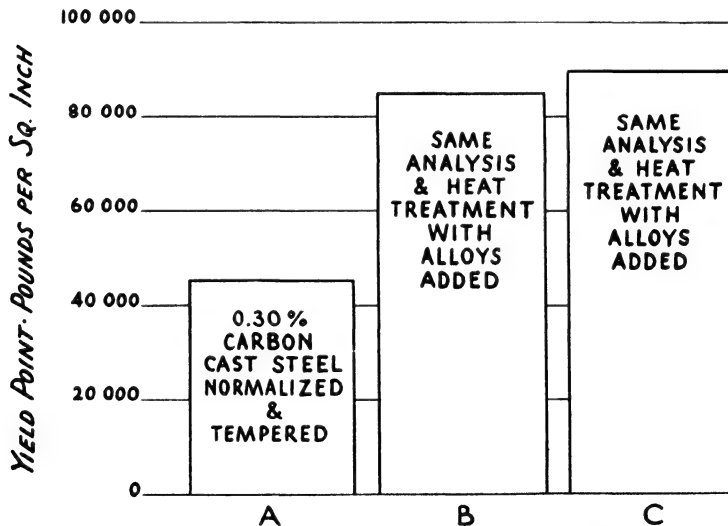 YIELD POINT · POUNDS PER SQ. INCH
100 000
80 000
60 000
40 000
20 000
0
0.30 %
CARBON
CAST STEEL
NORMALIZED
&
TEMPERED
SAME
ANALYSIS
& HEAT
TREATMENT
WITH
ALLOYS
ADDED
SAME
ANALYSIS
& HEAT
TREATMENT
WITH
ALLOYS
ADDED
A
B
C